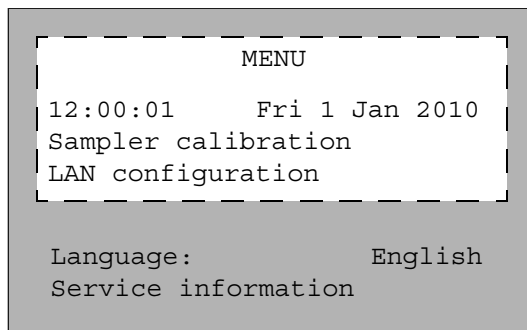 MENU
12:00:01 Fri 1 Jan 2010
Sampler calibration
LAN configuration
Language: English
Service information